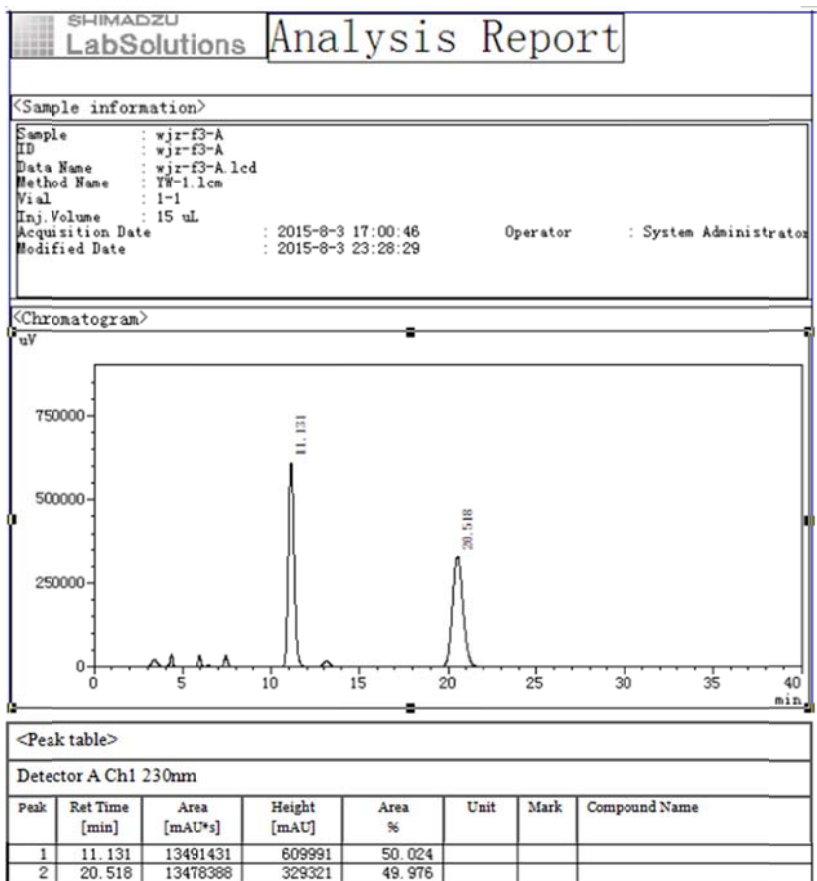 SHIMADZU
LabSolutions Analysis Report
<Sample information>
Sample : wjz-f3-A
ID : wjz-f3-A
Data Name : wjz-f3-A.lcd
Method Name : YW-1.lcm
Vial : 1-1
Inj.Volume : 15 uL
Acquisition Date : 2015-8-3 17:00:46 Operator : System Administrator
Modified Date : 2015-8-3 23:28:29
<Chromatogram>
uV
750000
500000
250000
0
11.131
20.518
0 5 10 15 20 25 30 35 40
min
<Peak table>
Detector A Ch1 230nm
Peak Ret Time [min] Area [mAU*s] Height [mAU] Area % Unit Mark Compound Name
1 11.131 13491431 609991 50.024
2 20.518 13478388 329321 49.976